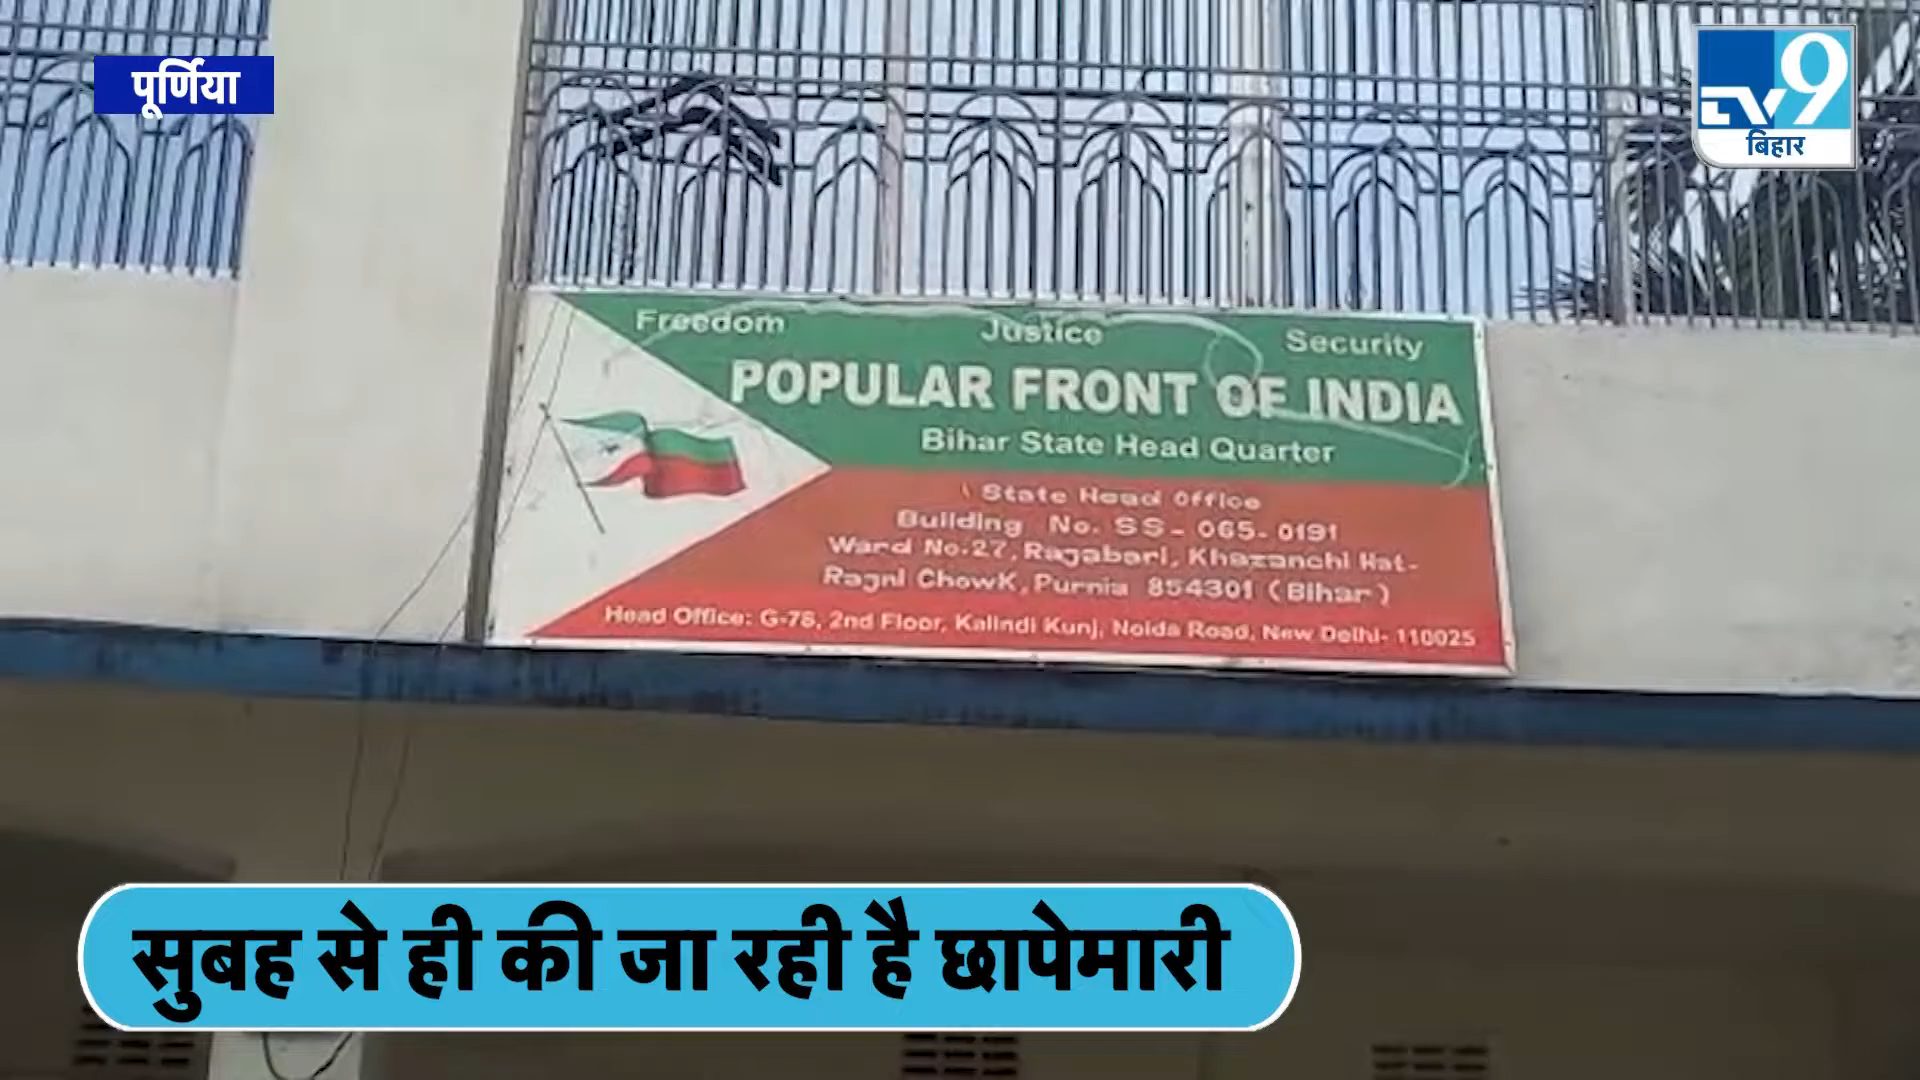 पूर्णिया
TV9
बिहार
Freedom Justice Security
POPULAR FRONT OF INDIA
Bihar State Head Quarter
State Head Office
Building No. SS-065-0191
Ward No.27, Rajabari, Khazanchi Hat-
Rajni Chowk, Purnia 854301 (Bihar)
Head Office: G-78, 2nd Floor, Kalindi Kunj, Noida Road, New Delhi- 110025
सुबह से ही की जा रही है छापेमारी